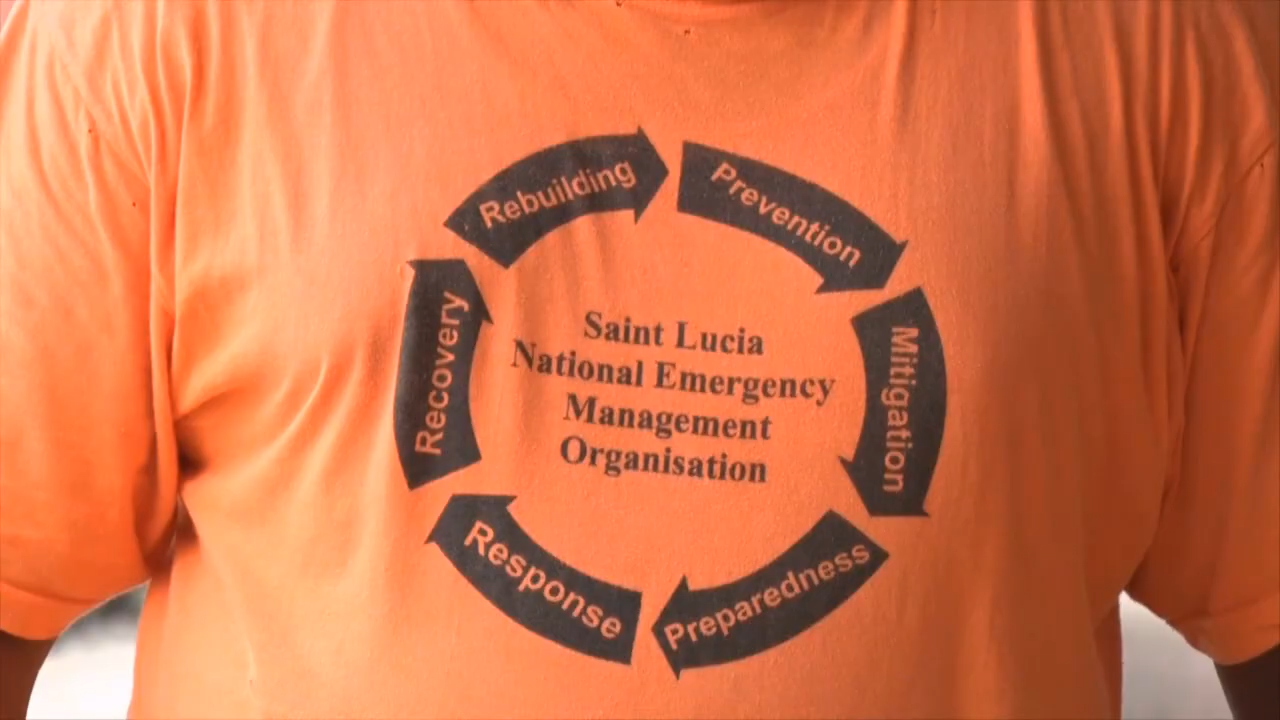 Rebuilding
Prevention
Mitigation
Preparedness
Response
Recovery
Saint Lucia
National Emergency
Management
Organisation